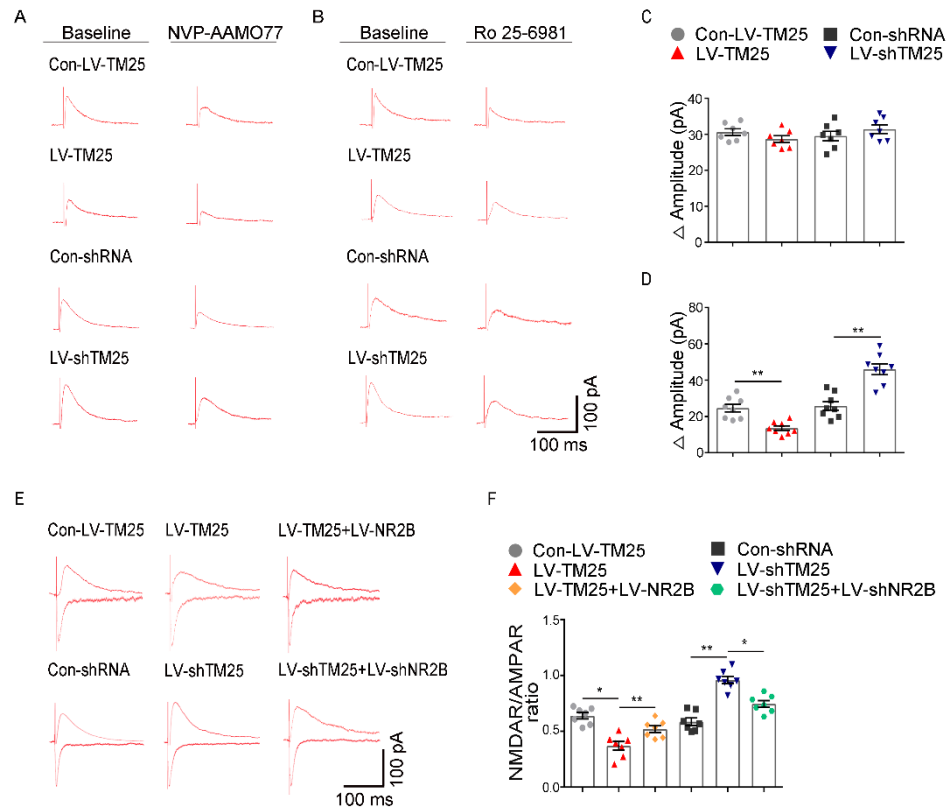 A
Baseline NVP-AAMO77
Con-LV-TM25
LV-TM25
Con-shRNA
LV-shTM25
B
Baseline Ro 25-6981
Con-LV-TM25
LV-TM25
Con-shRNA
LV-shTM25
100 pA
100 ms
C
Con-LV-TM25 Con-shRNA
LV-TM25 LV-shTM25
△ Amplitude (pA)
40
30
20
10
0
D
△ Amplitude (pA)
80
60
40
20
0
**
**
E
Con-LV-TM25 LV-TM25 LV-TM25+LV-NR2B
Con-shRNA LV-shTM25 LV-shTM25+LV-shNR2B
100 pA
100 ms
F
Con-LV-TM25 Con-shRNA
LV-TM25 LV-shTM25
LV-TM25+LV-NR2B LV-shTM25+LV-shNR2B
NMDAR/AMPAR
ratio
1.5
1.0
0.5
0.0
*
**
**
*